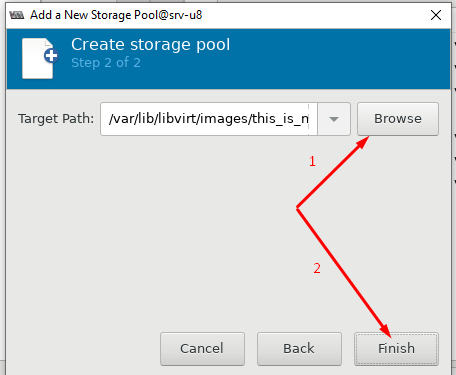 Add a New Storage Pool@srv-u8
Create storage pool
Step 2 of 2
Target Path: /var/lib/libvirt/images/this_is_n Browse
1
2
Cancel Back Finish